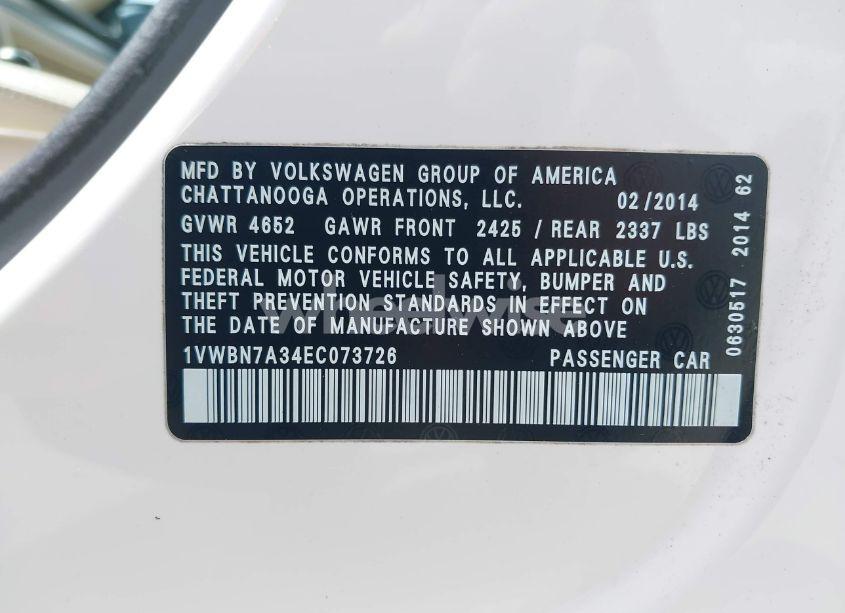 MFD BY VOLKSWAGEN GROUP OF AMERICA
CHATTANOOGA OPERATIONS, LLC. 02/2014
GVWR 4652 GAWR FRONT 2425 / REAR 2337 LBS
THIS VEHICLE CONFORMS TO ALL APPLICABLE U.S.
FEDERAL MOTOR VEHICLE SAFETY, BUMPER AND
THEFT PREVENTION STANDARDS IN EFFECT ON
THE DATE OF MANUFACTURE SHOWN ABOVE
1VWBN7A34EC073726 PASSENGER CAR
0630517 2014 62